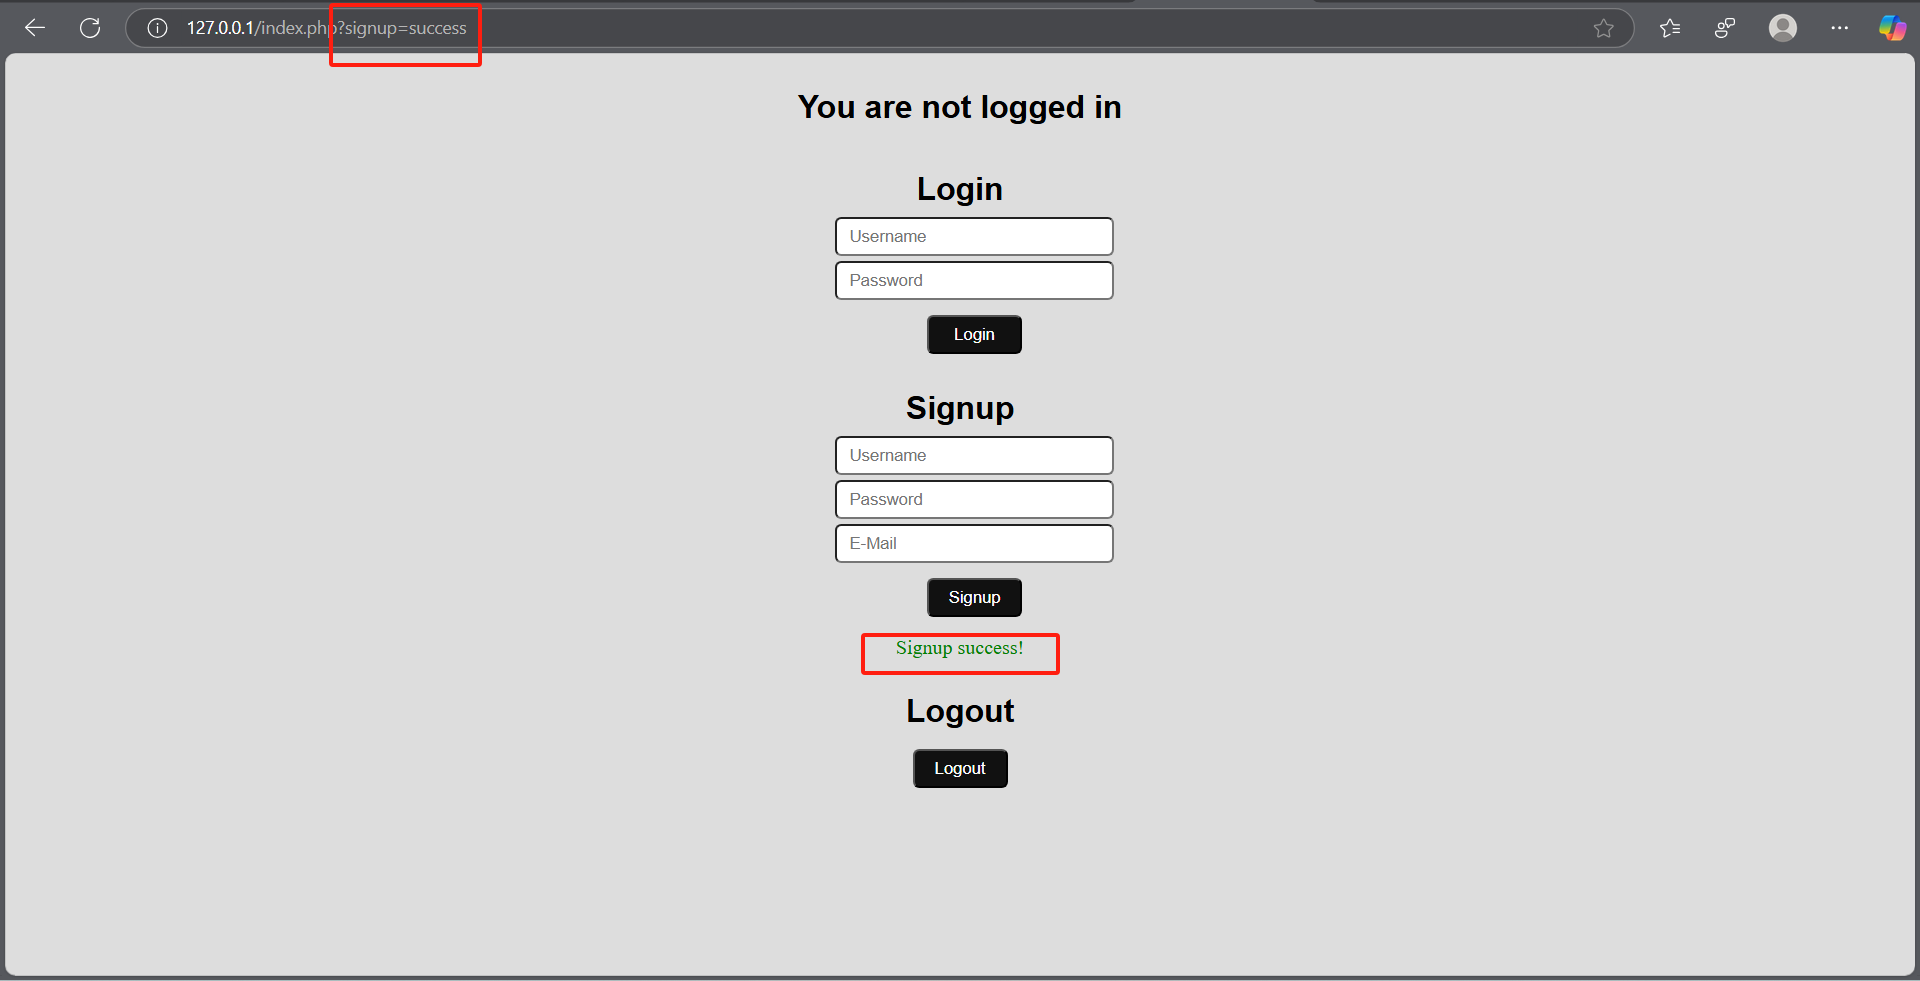 127.0.0.1/index.php?signup=success
You are not logged in
Login
Username
Password
Login
Signup
Username
Password
E-Mail
Signup
Signup success!
Logout
Logout